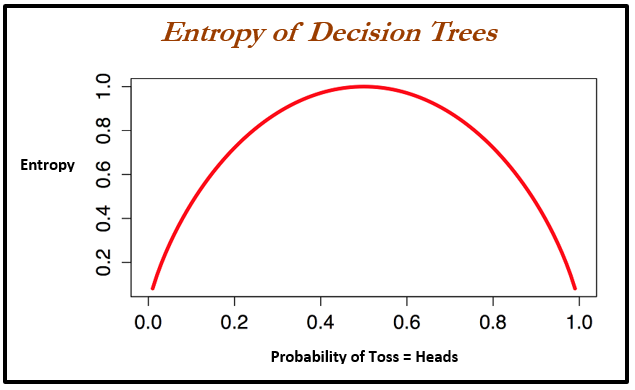 Entropy of Decision Trees
1.0
0.8
0.6
Entropy
0.4
0.2
0.0 0.2 0.4 0.6 0.8 1.0
Probability of Toss = Heads